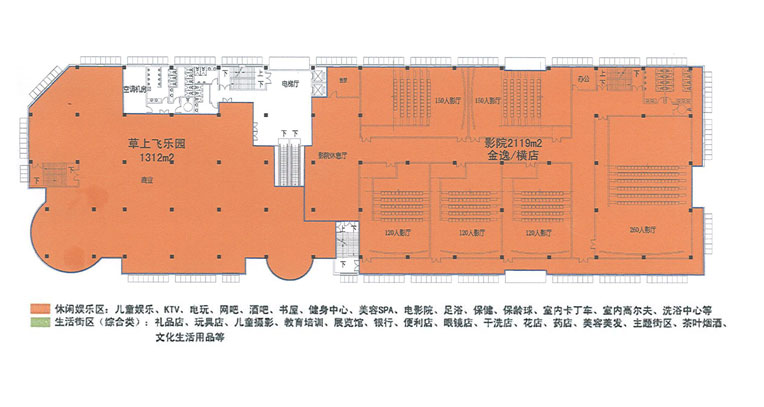 空调机房
电梯厅
办公
上
上
下
下
下
下
下
下
150人影厅
150人影厅
草上飞乐园
1312m2
影院2119m2
金逸/横店
影院休息厅
商业
120人影厅
120人影厅
120人影厅
260人影厅
休闲娱乐区：儿童娱乐、KTV、电玩、网吧、酒吧、书屋、健身中心、美容SPA、电影院、足浴、保健、保龄球、室内卡丁车、室内高尔夫、洗浴中心等
生活街区（综合类）：礼品店、玩具店、儿童摄影、教育培训、展览馆、银行、便利店、眼镜店、干洗店、花店、药店、美容美发、主题街区、茶叶烟酒、
文化生活用品等